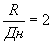 R/Дн = 2